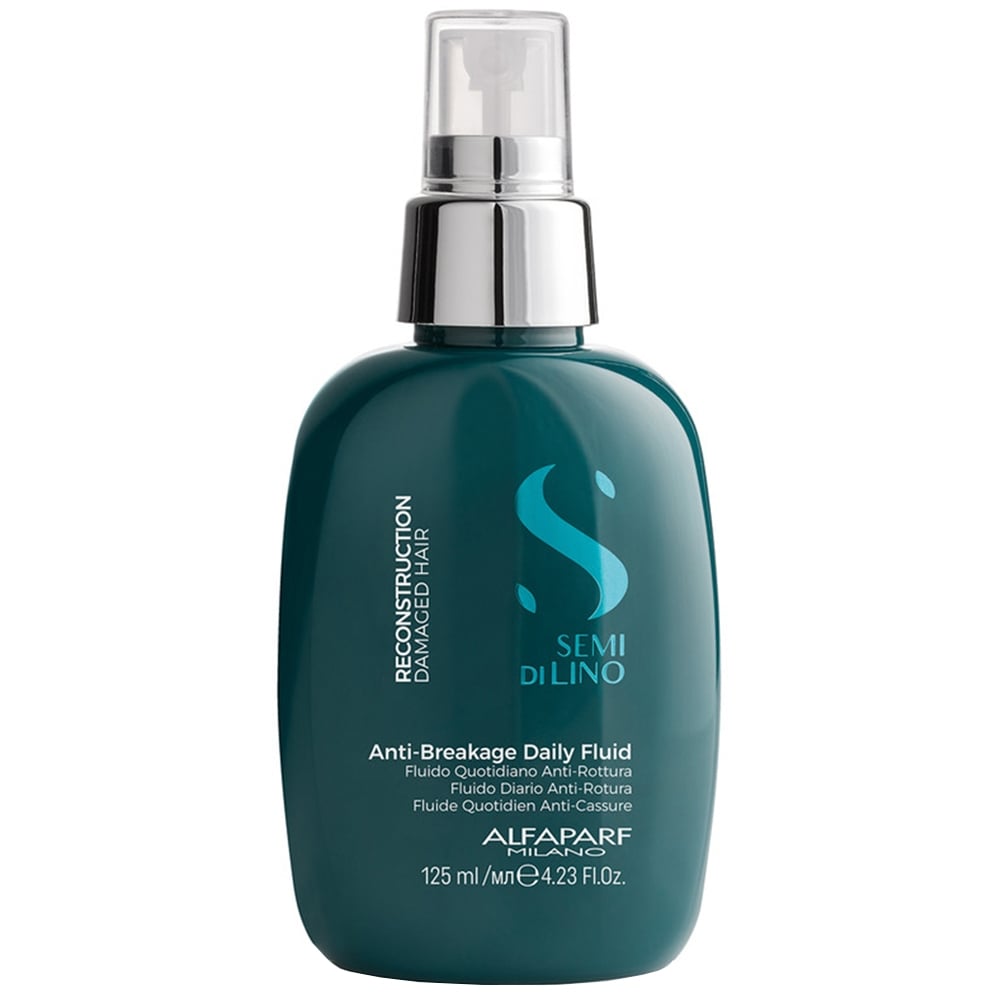 RECONSTRUCTION
DAMAGED HAIR
SEMI
DI LINO
Anti-Breakage Daily Fluid
Fluido Quotidiano Anti-Rottura
Fluido Diario Anti-Rotura
Fluide Quotidien Anti-Cassure
ALFAPARF
MILANO
125 ml /мл℮4.23 Fl.Oz.